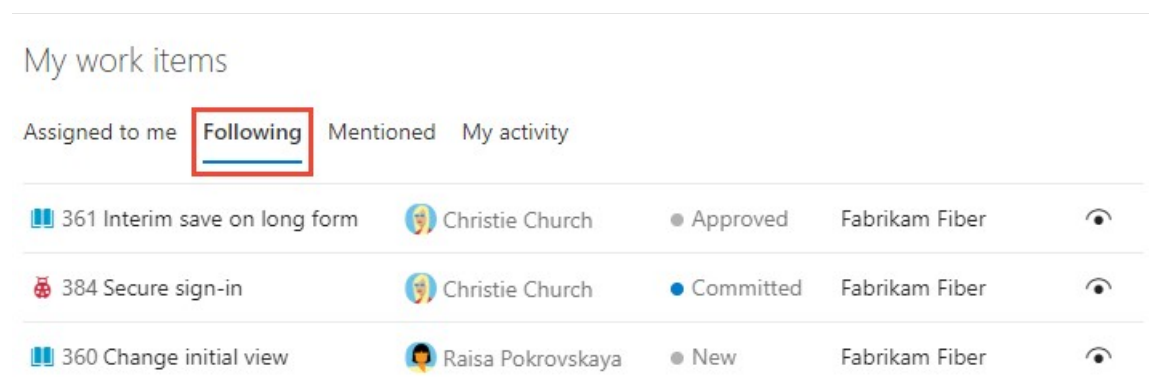 My work items
Assigned to me Following Mentioned My activity
361 Interim save on long form Christie Church Approved Fabrikam Fiber
384 Secure sign-in Christie Church Committed Fabrikam Fiber
360 Change initial view Raisa Pokrovskaya New Fabrikam Fiber